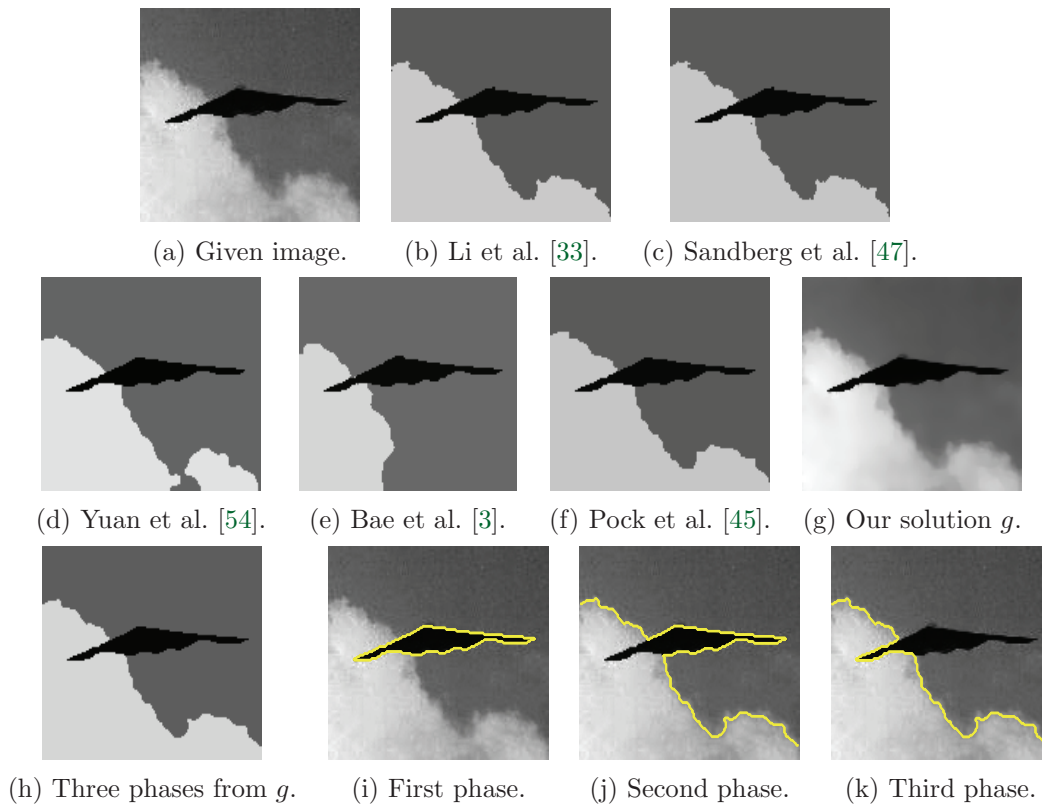 (a) Given image. (b) Li et al. [33]. (c) Sandberg et al. [47].
(d) Yuan et al. [54]. (e) Bae et al. [3]. (f) Pock et al. [45]. (g) Our solution g.
(h) Three phases from g. (i) First phase. (j) Second phase. (k) Third phase.